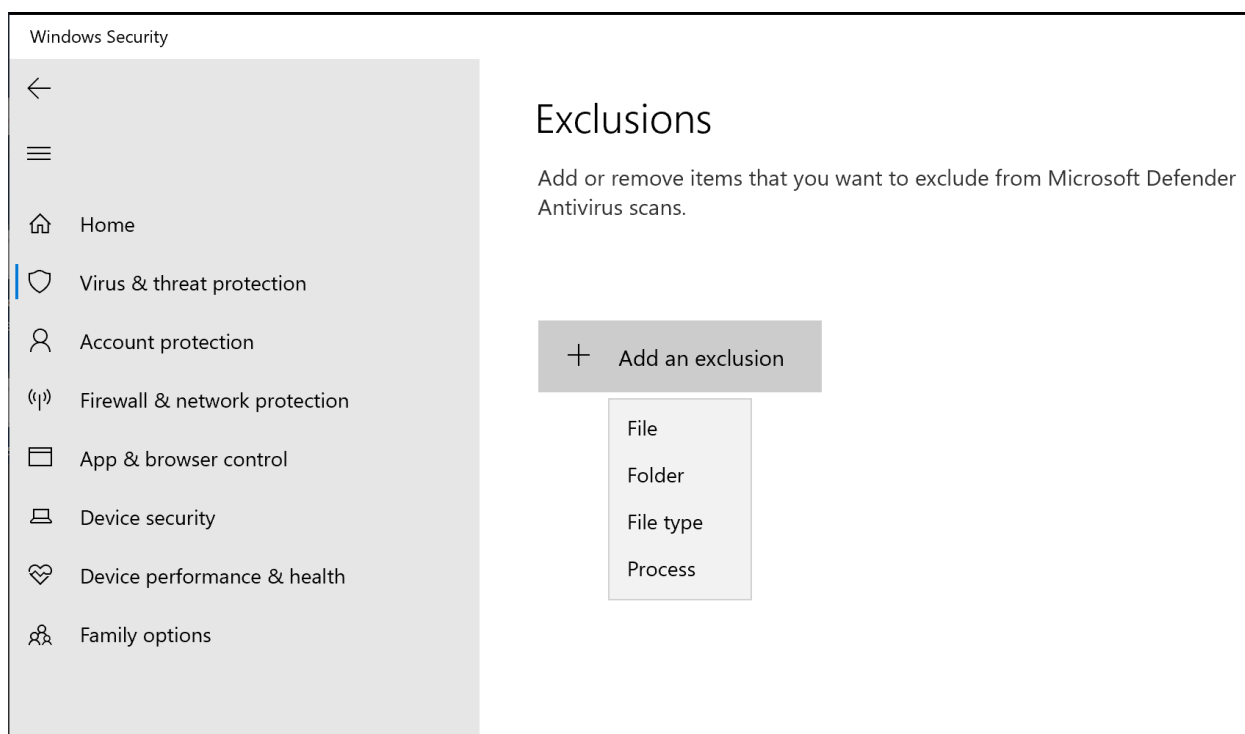 Windows Security
Home
Virus & threat protection
Account protection
Firewall & network protection
App & browser control
Device security
Device performance & health
Family options
Exclusions
Add or remove items that you want to exclude from Microsoft Defender
Antivirus scans.
Add an exclusion
File
Folder
File type
Process